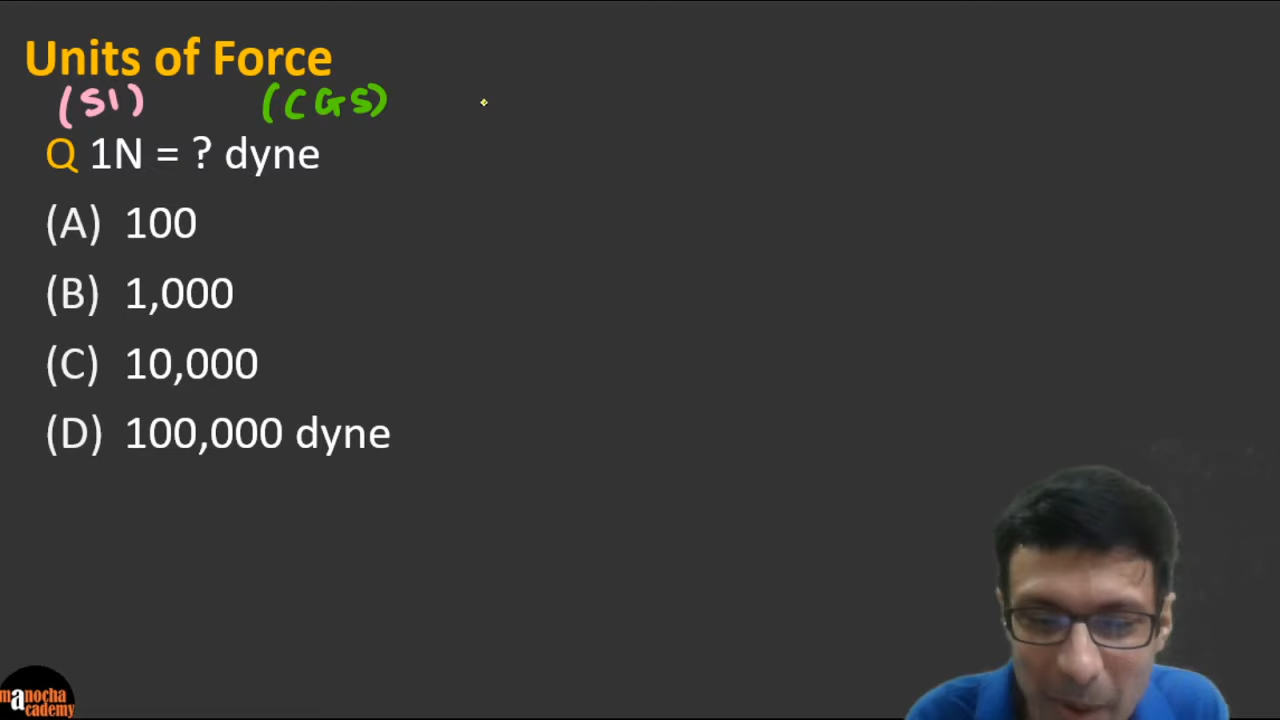 Units of Force
(SI) (CGS)
Q 1N = ? dyne
(A) 100
(B) 1,000
(C) 10,000
(D) 100,000 dyne
manocha
academy